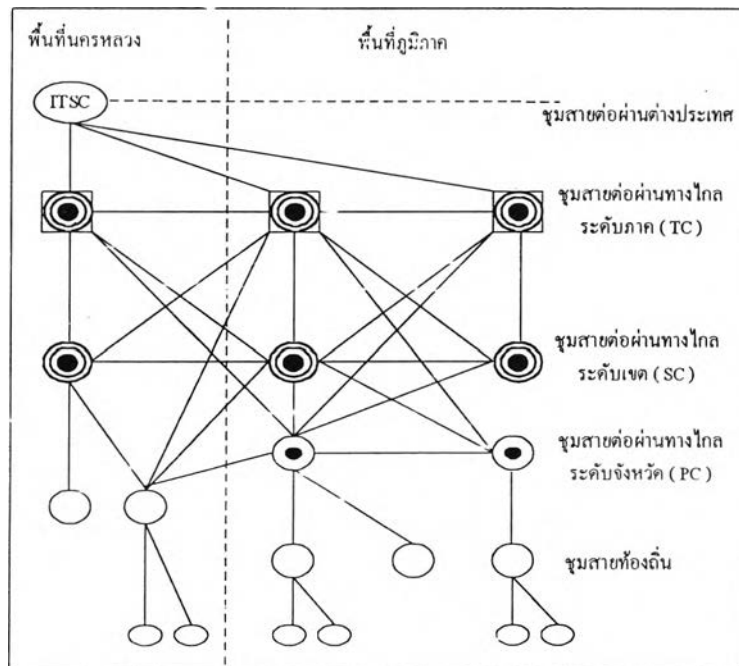 พื้นที่นครหลวง
พื้นที่ภูมิภาค
ITSC
ชุมสายต่อผ่านต่างประเทศ
ชุมสายต่อผ่านทางไกล
ระดับภาค (TC)
ชุมสายต่อผ่านทางไกล
ระดับเขต (SC)
ชุมสายต่อผ่านทางไกล
ระดับจังหวัด (PC)
ชุมสายท้องถิ่น